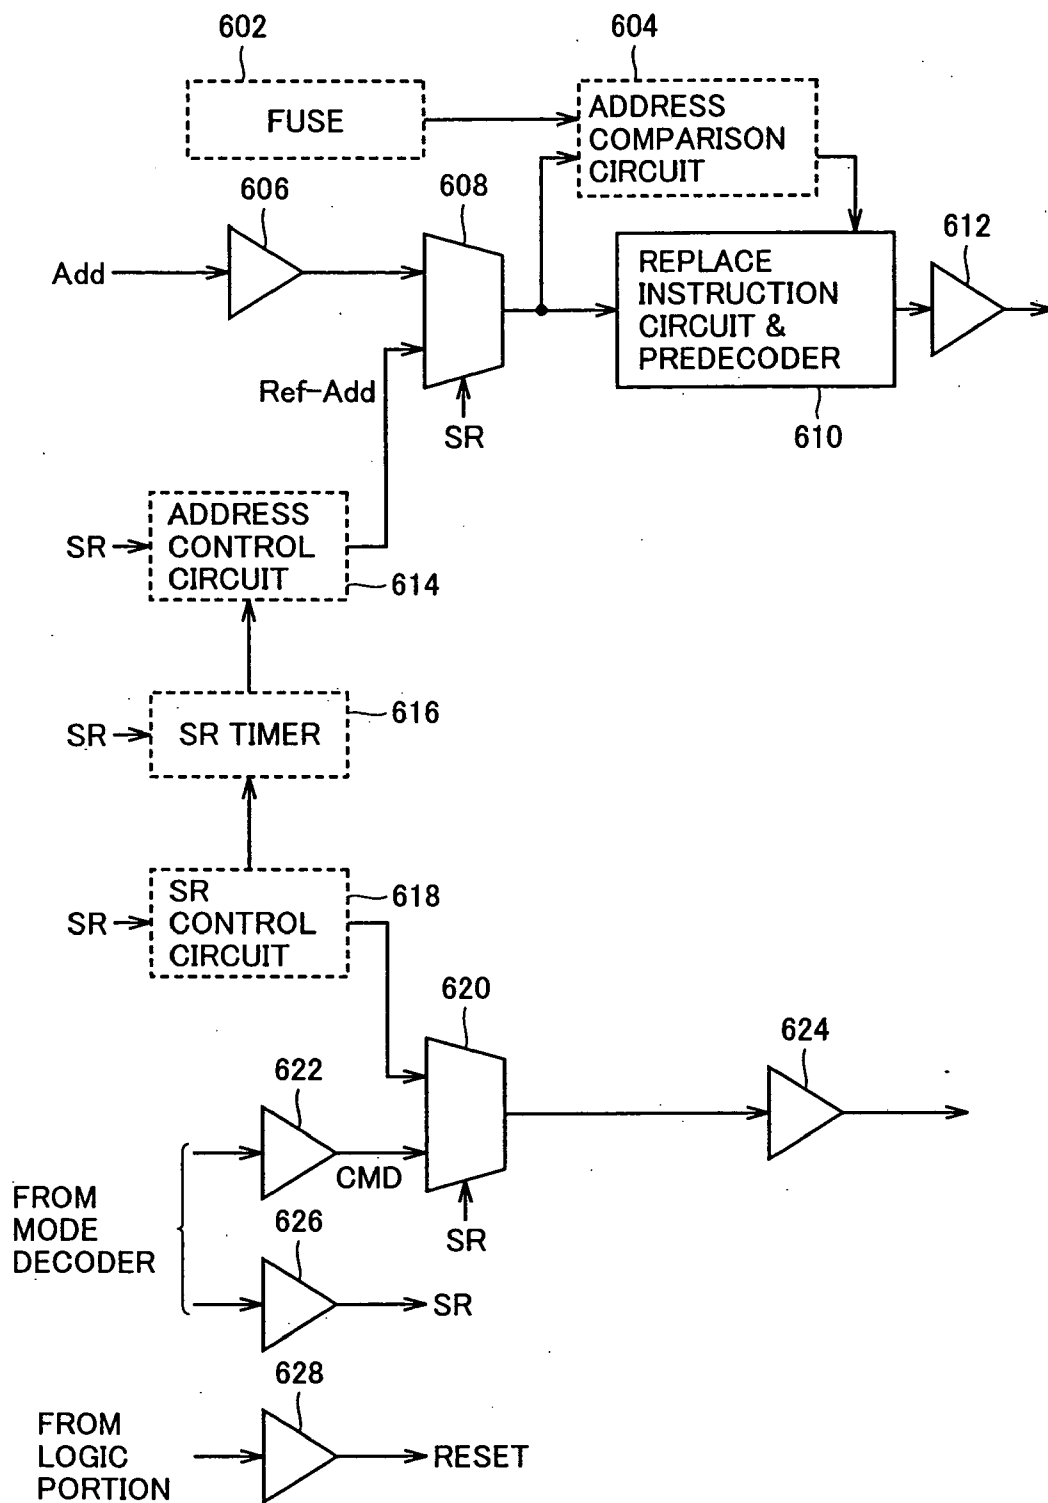 602
604
FUSE
ADDRESS
COMPARISON
CIRCUIT
606
608
612
Add
REPLACE
INSTRUCTION
CIRCUIT &
PREDECODER
Ref-Add
SR
610
SR
ADDRESS
CONTROL
CIRCUIT
614
SR
SR TIMER
616
SR
SR
CONTROL
CIRCUIT
618
620
624
622
CMD
FROM
MODE
DECODER
SR
626
SR
628
FROM
LOGIC
PORTION
RESET